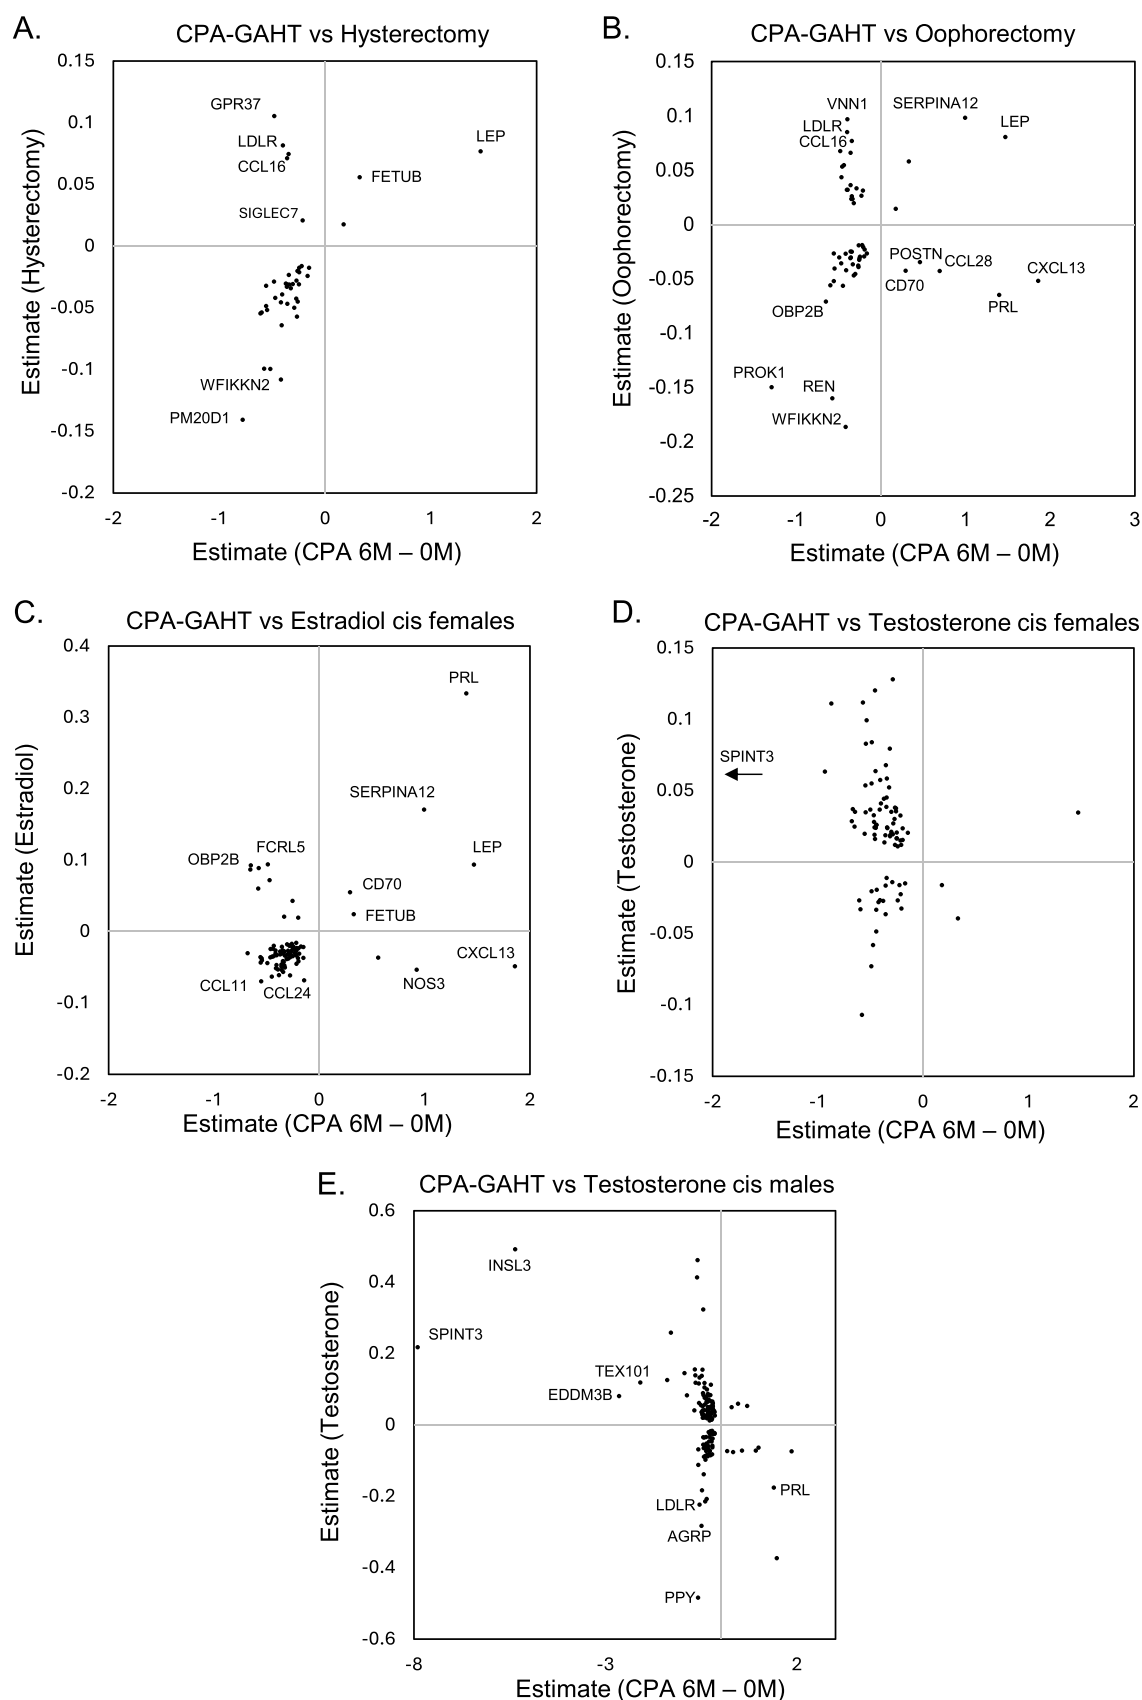 A.
CPA-GAHT vs Hysterectomy
0.15
0.1
0.05
0
-0.05
-0.1
-0.15
-0.2
Estimate (Hysterectomy)
GPR37
LDLR
CCL16
SIGLEC7
LEP
FETUB
WFIKKN2
PM20D1
-2
-1
0
1
2
Estimate (CPA 6M – 0M)
B.
CPA-GAHT vs Oophorectomy
0.15
0.1
0.05
0
-0.05
-0.1
-0.15
-0.2
-0.25
Estimate (Oophorectomy)
VNN1
LDLR
CCL16
SERPINA12
LEP
POSTN
CCL28
CXCL13
CD70
PRL
OBP2B
PROK1
REN
WFIKKN2
-2
-1
0
1
2
3
Estimate (CPA 6M – 0M)
C.
CPA-GAHT vs Estradiol cis females
0.4
0.3
0.2
0.1
0
-0.1
-0.2
Estimate (Estradiol)
PRL
SERPINA12
LEP
OBP2B
FCRL5
CD70
FETUB
CXCL13
NOS3
CCL11
CCL24
-2
-1
0
1
2
Estimate (CPA 6M – 0M)
D.
CPA-GAHT vs Testosterone cis females
0.15
0.1
0.05
0
-0.05
-0.1
-0.15
Estimate (Testosterone)
SPINT3
-2
-1
0
1
2
Estimate (CPA 6M – 0M)
E.
CPA-GAHT vs Testosterone cis males
0.6
0.4
0.2
0
-0.2
-0.4
-0.6
Estimate (Testosterone)
INSL3
SPINT3
TEX101
EDDM3B
PRL
LDLR
AGRP
PPY
-8
-3
2
Estimate (CPA 6M – 0M)